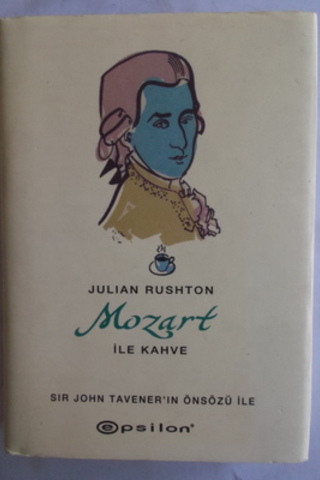 JULIAN RUSHTON
Mozart
İLE KAHVE
SIR JOHN TAVENER'IN ÖNSÖZÜ İLE
epsilon®